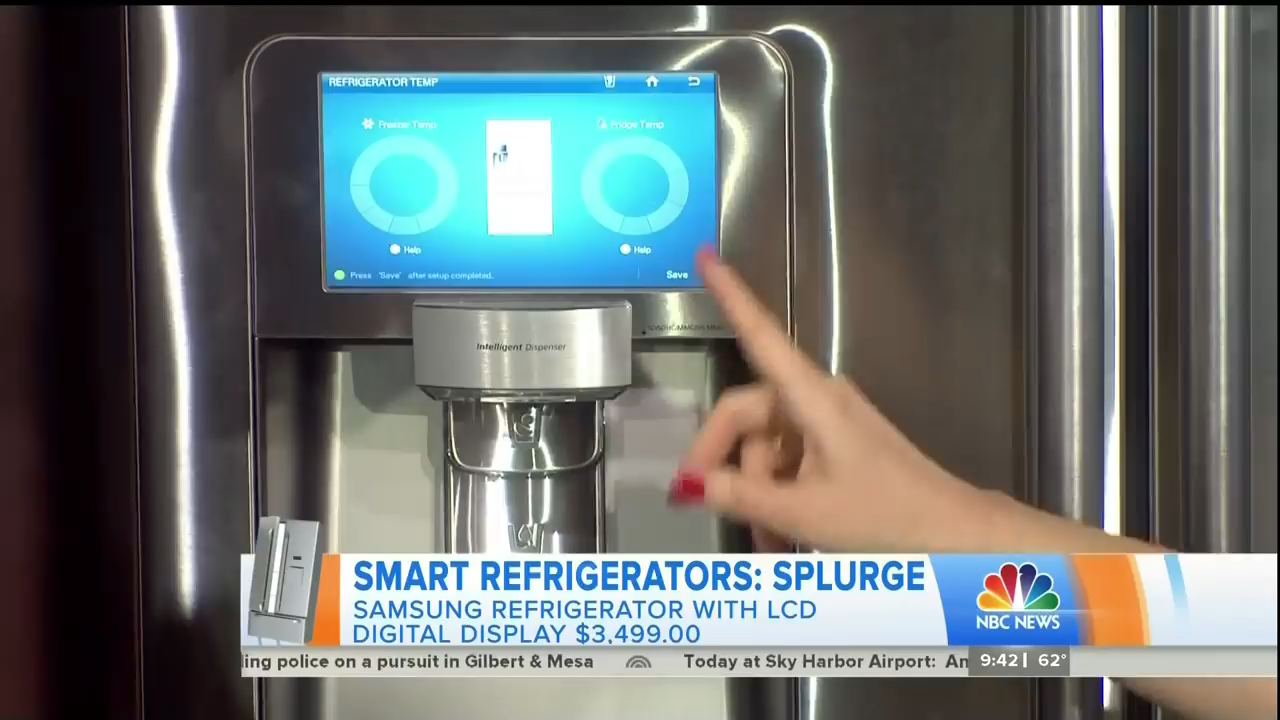 REFRIGERATOR TEMP
Freezer Temp
Fridge Temp
Help
Help
Press 'Save' after setup completed.
Save
Intelligent Dispenser
SMART REFRIGERATORS: SPLURGE
SAMSUNG REFRIGERATOR WITH LCD
DIGITAL DISPLAY $3,499.00
NBC NEWS
ling police on a pursuit in Gilbert & Mesa
Today at Sky Harbor Airport: An
9:42 62°